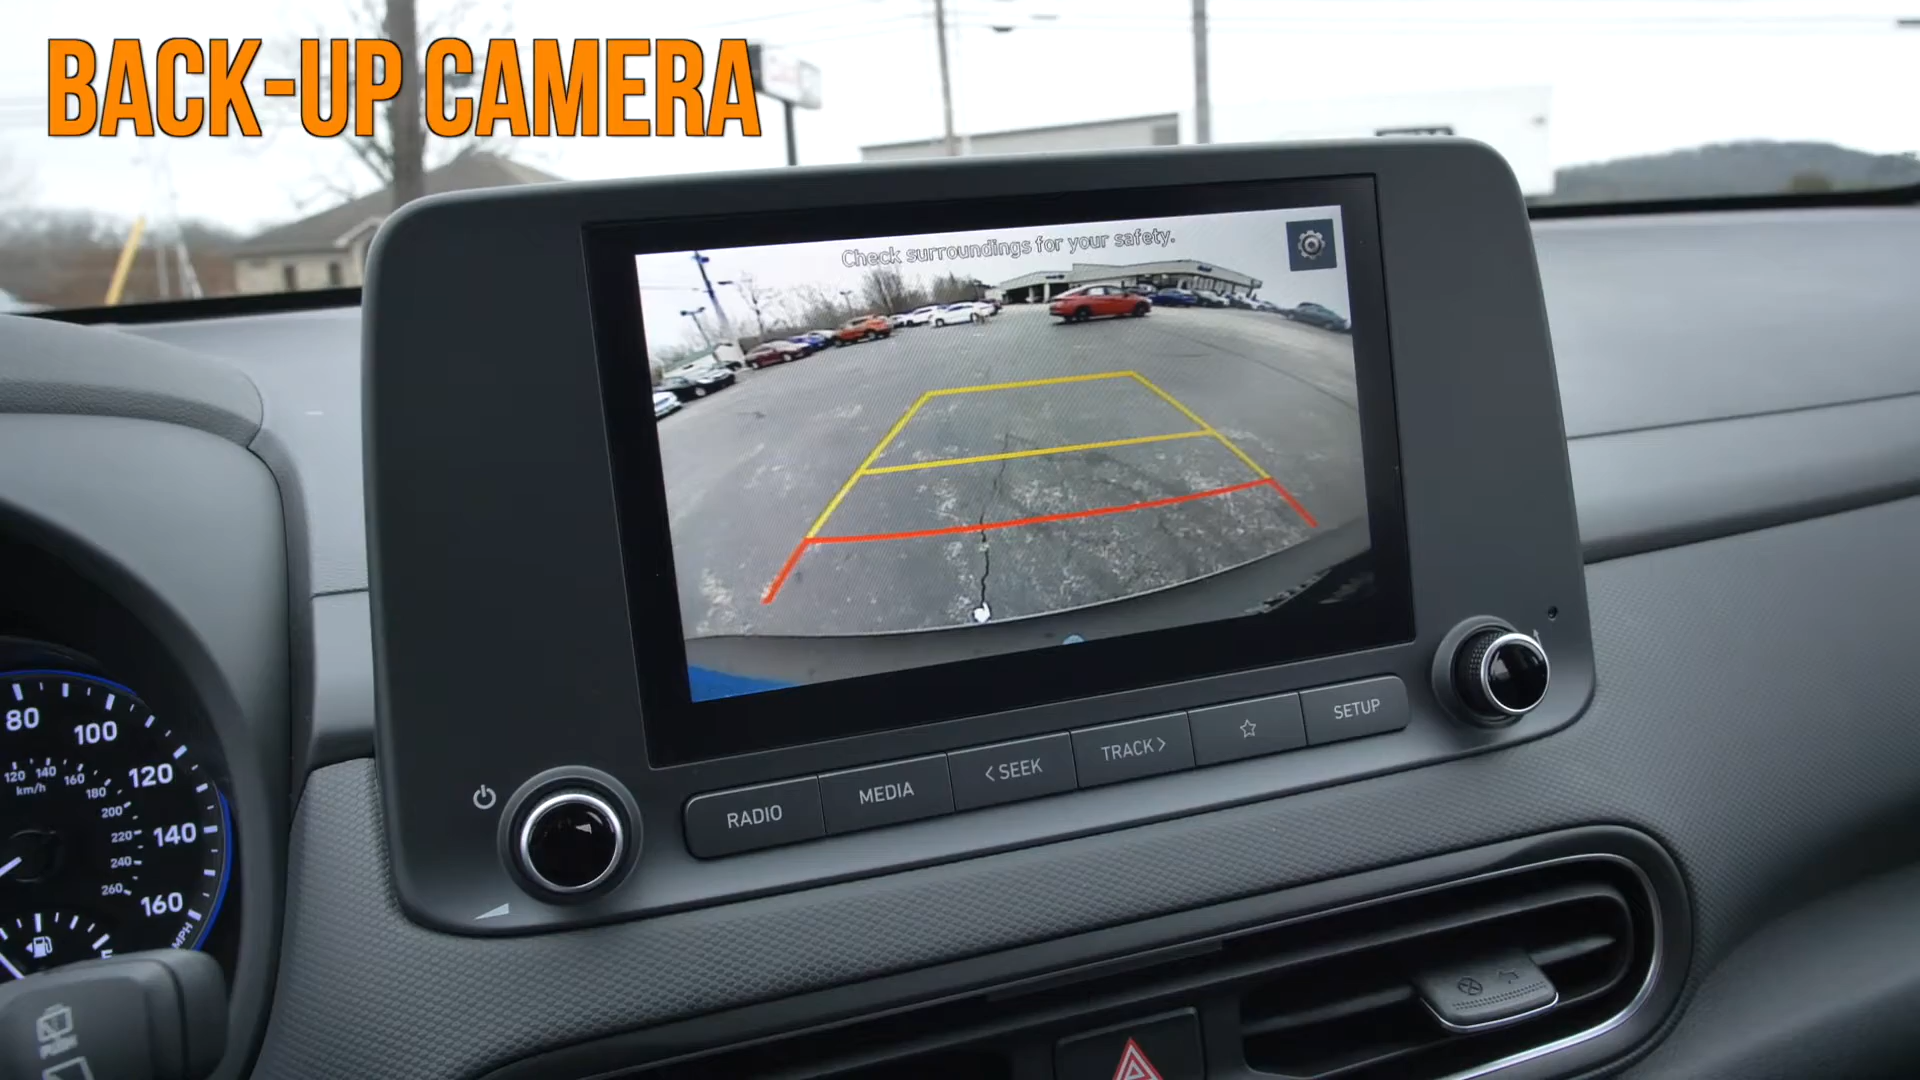 BACK-UP CAMERA
Check surroundings for your safety.
RADIO
MEDIA
< SEEK
TRACK >
☆
SETUP
80
100
120
140
160
MPH
120
140
160
180
200
220
240
260
km/h